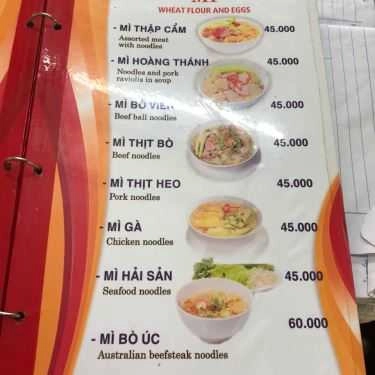 MÌ
WHEAT FLOUR AND EGGS
- MÌ THẬP CẨM 45.000
Assorted meat
with noodles
- MÌ HOÀNH THÁNH 45.000
Noodles and pork
raviolis in soup
- MÌ BÒ VIÊN 45.000
Beef ball noodles
- MÌ THỊT BÒ 45.000
Beef noodles
- MÌ THỊT HEO 45.000
Pork noodles
- MÌ GÀ 45.000
Chicken noodles
- MÌ HẢI SẢN 45.000
Seafood noodles
- MÌ BÒ ÚC 60.000
Australian beefsteak noodles